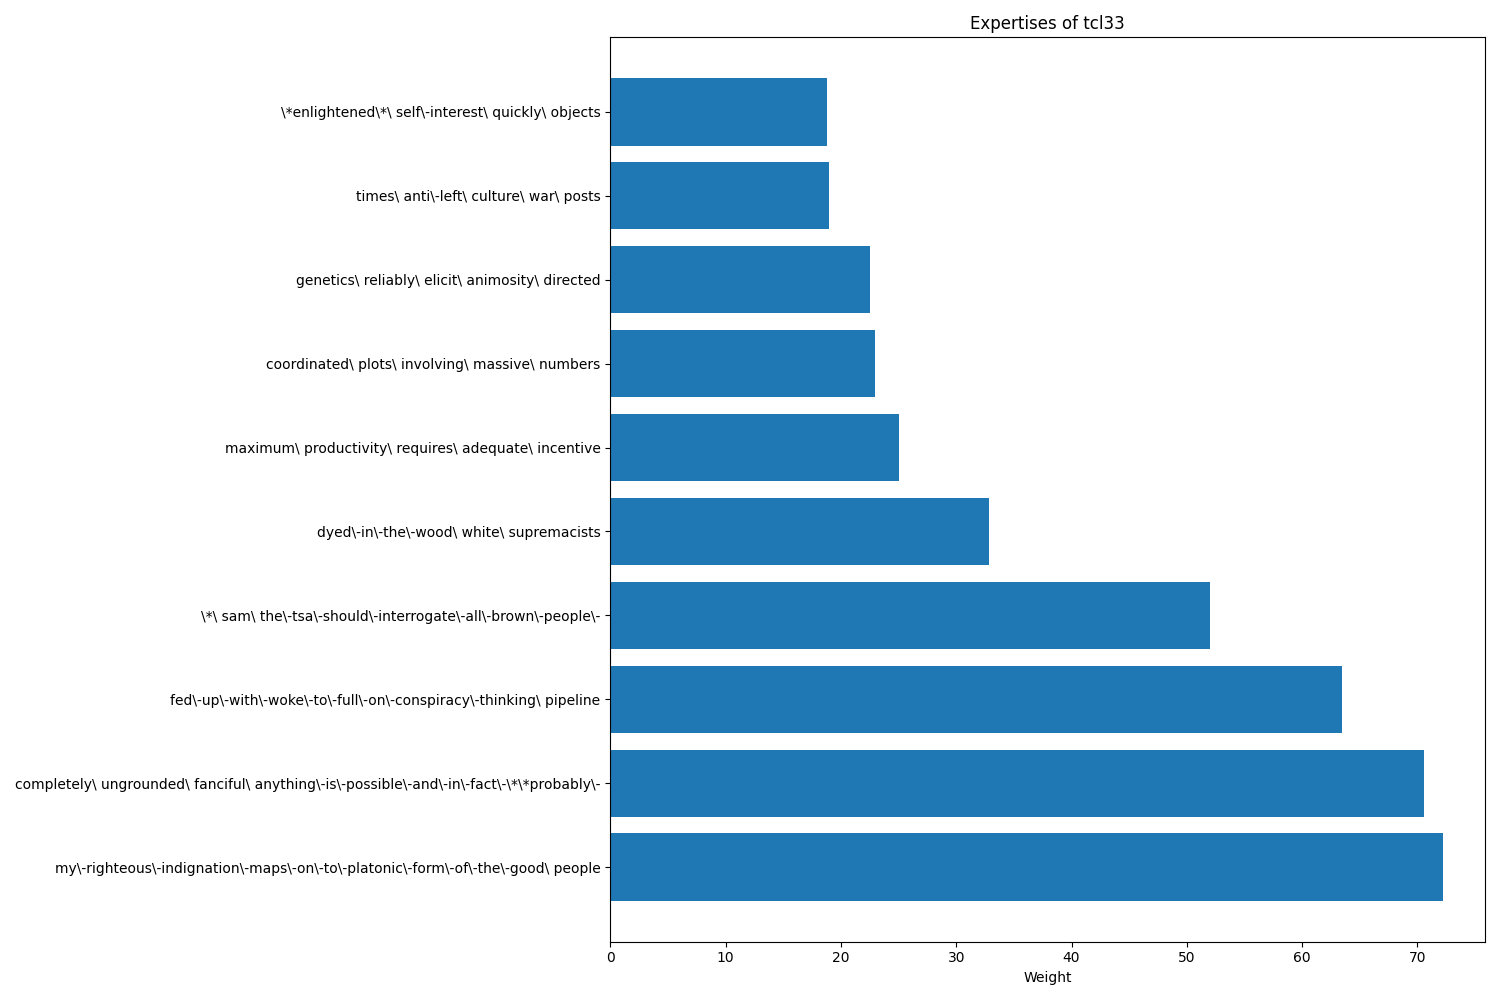 Expertises of tcl33
\*enlightened\*\ self\-interest\ quickly\ objects
times\ anti\-left\ culture\ war\ posts
genetics\ reliably\ elicit\ animosity\ directed
coordinated\ plots\ involving\ massive\ numbers
maximum\ productivity\ requires\ adequate\ incentive
dyed\-in\-the\-wood\ white\ supremacists
\*\ sam\ the\-tsa\-should\-interrogate\-all\-brown\-people\-
fed\-up\-with\-woke\-to\-full\-on\-conspiracy\-thinking\ pipeline
completely\ ungrounded\ fanciful\ anything\-is\-possible\-and\-in\-fact\-\*\*probably\-
my\-righteous\-indignation\-maps\-on\-to\-platonic\-form\-of\-the\-good\ people
0 10 20 30 40 50 60 70
Weight